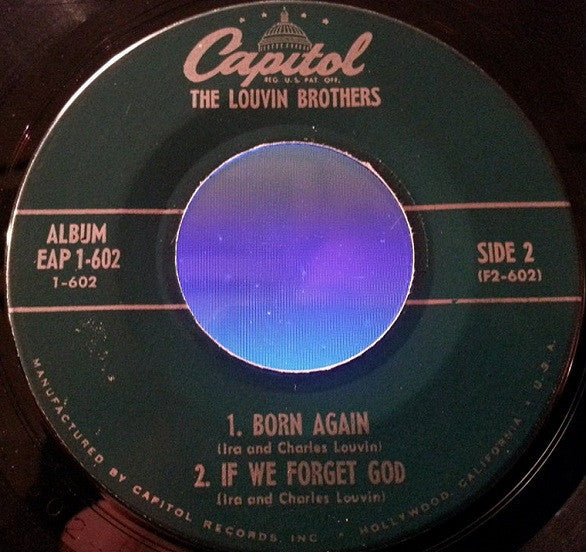 Capitol
REG. U.S. PAT. OFF.
THE LOUVIN BROTHERS
ALBUM
EAP 1-602
1-602
SIDE 2
(F2-602)
1. BORN AGAIN
(Ira and Charles Louvin)
2. IF WE FORGET GOD
(Ira and Charles Louvin)
MANUFACTURED BY CAPITOL RECORDS, INC • HOLLYWOOD, CALIFORNIA • U.S.A.